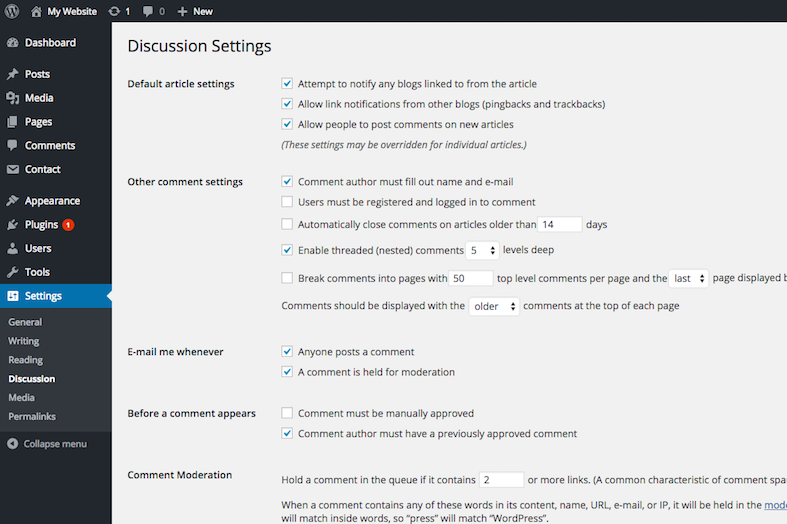 My Website 1 0 + New
Dashboard
Posts
Media
Pages
Comments
Contact
Appearance
Plugins 1
Users
Tools
Settings
General
Writing
Reading
Discussion
Media
Permalinks
Collapse menu
Discussion Settings
Default article settings
Attempt to notify any blogs linked to from the article
Allow link notifications from other blogs (pingbacks and trackbacks)
Allow people to post comments on new articles
(These settings may be overridden for individual articles.)
Other comment settings
Comment author must fill out name and e-mail
Users must be registered and logged in to comment
Automatically close comments on articles older than 14 days
Enable threaded (nested) comments 5 levels deep
Break comments into pages with 50 top level comments per page and the last page displayed b
Comments should be displayed with the older comments at the top of each page
E-mail me whenever
Anyone posts a comment
A comment is held for moderation
Before a comment appears
Comment must be manually approved
Comment author must have a previously approved comment
Comment Moderation
Hold a comment in the queue if it contains 2 or more links. (A common characteristic of comment spa
When a comment contains any of these words in its content, name, URL, e-mail, or IP, it will be held in the mode
will match inside words, so “press” will match “WordPress”.